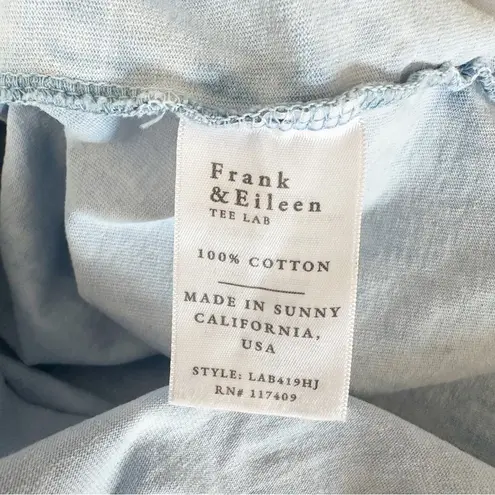 Frank
&Eileen
TEE LAB
100% COTTON
MADE IN SUNNY
CALIFORNIA,
USA
STYLE: LAB419HJ
RN# 117409